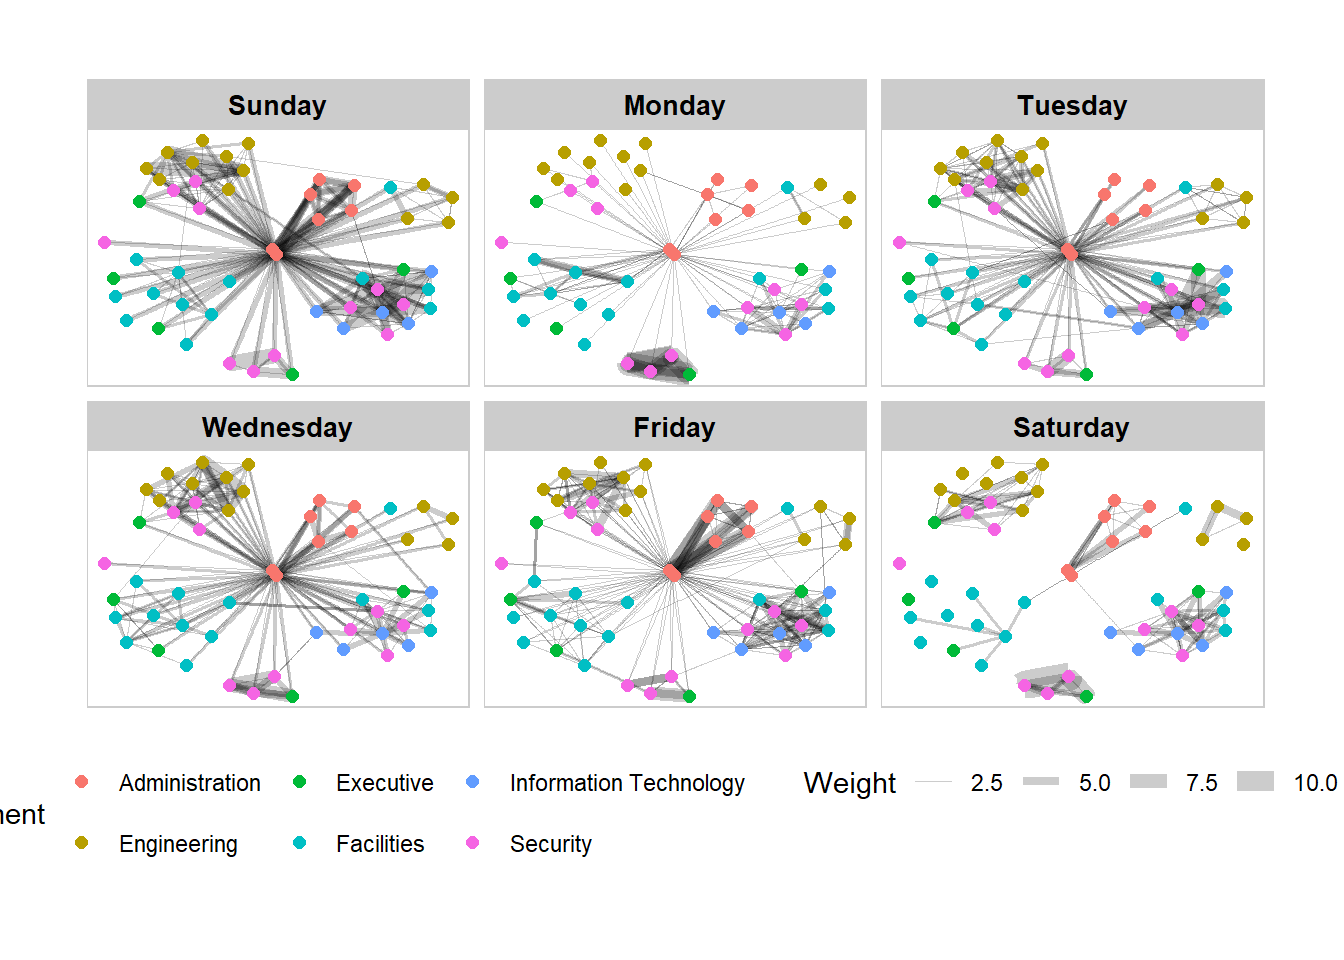 Sunday Monday Tuesday
Wednesday Friday Saturday
Administration Executive Information Technology Weight 2.5 5.0 7.5 10.0
Engineering Facilities Security